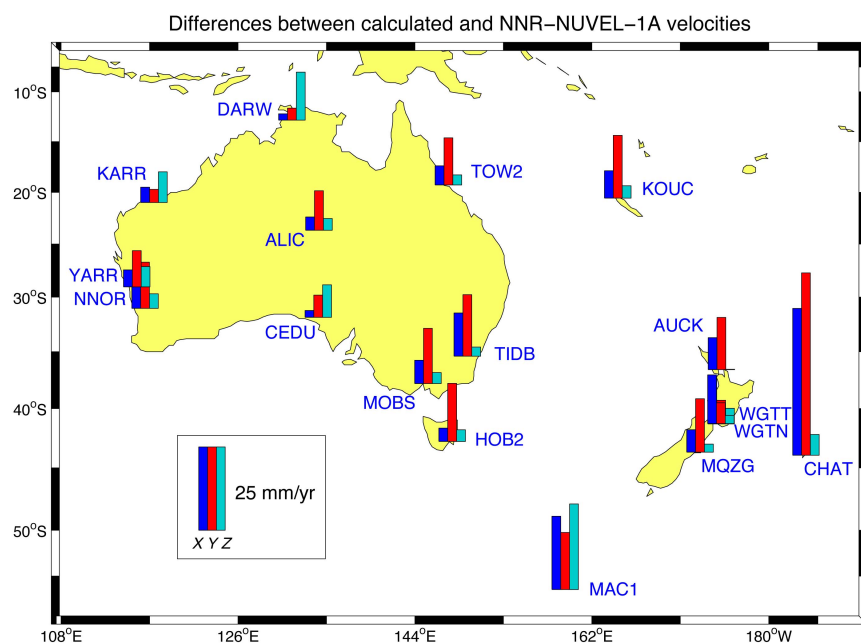 Differences between calculated and NNR−NUVEL−1A velocities
10°S
DARW
KARR
TOW2
20°S
KOUC
ALIC
YARR
NNOR
30°S
CEDU
AUCK
TIDB
MOBS
40°S
WGTT
WGTN
HOB2
MQZG
CHAT
25 mm/yr
50°S
X Y Z
MAC1
108°E
126°E
144°E
162°E
180°W